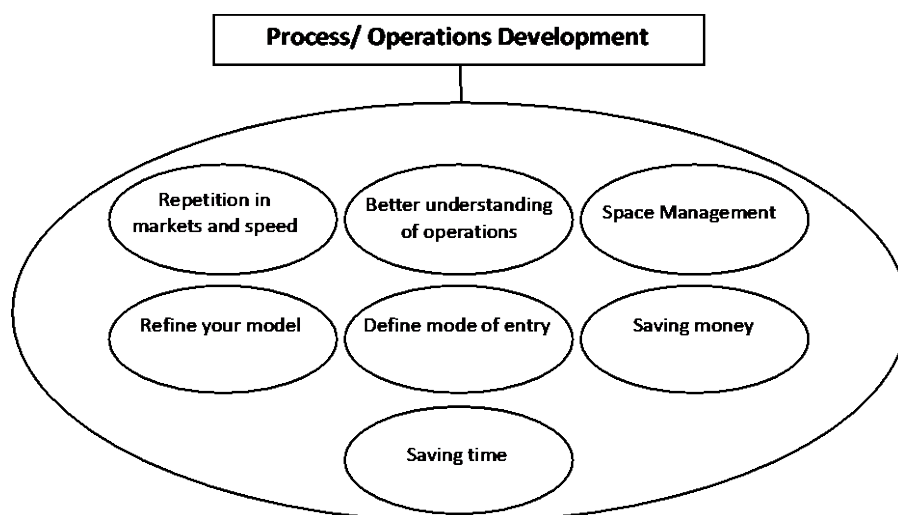 Process/ Operations Development
Repetition in
markets and speed
Better understanding
of operations
Space Management
Refine your model
Define mode of entry
Saving money
Saving time